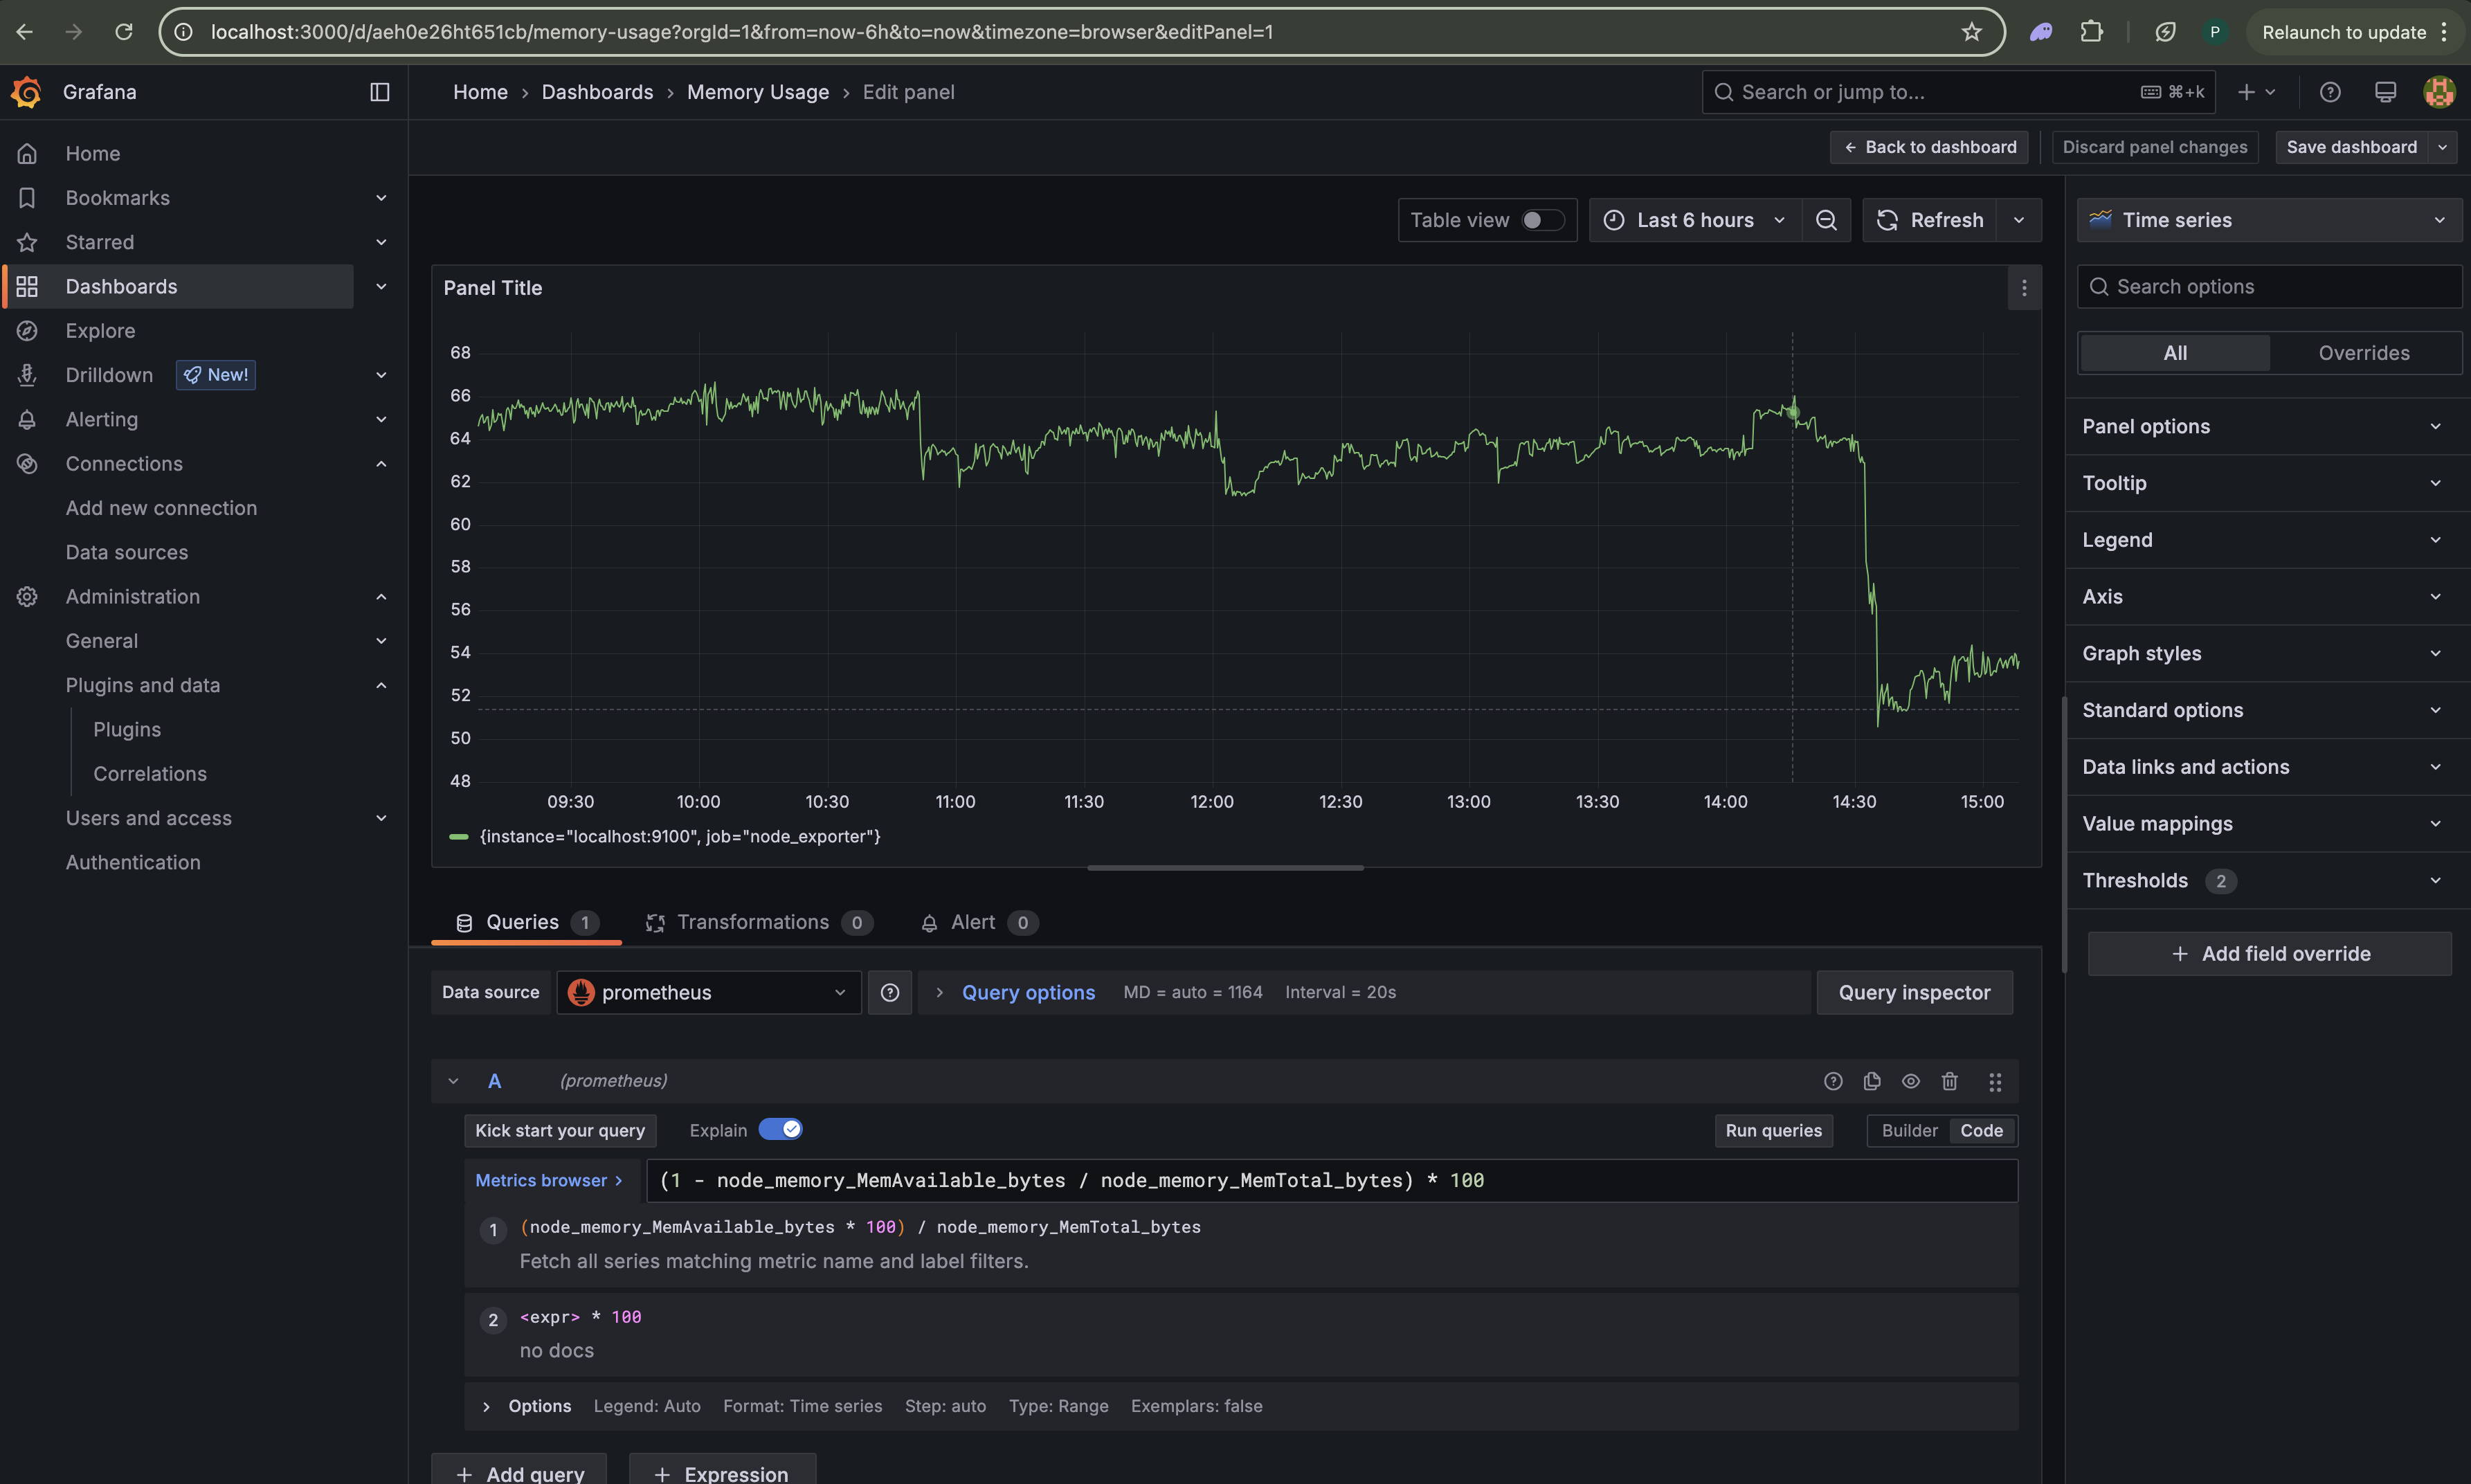 localhost:3000/d/aeh0e26ht651cb/memory-usage?orgId=1&from=now-6h&to=now&timezone=browser&editPanel=1
P
Relaunch to update
Grafana
Home › Dashboards › Memory Usage › Edit panel
Search or jump to...
⌘+k
Home
Bookmarks
Starred
Dashboards
Explore
Drilldown
New!
Alerting
Connections
Add new connection
Data sources
Administration
General
Plugins and data
Plugins
Correlations
Users and access
Authentication
Back to dashboard
Discard panel changes
Save dashboard
Table view
Last 6 hours
Refresh
Panel Title
68
66
64
62
60
58
56
54
52
50
48
09:30 10:00 10:30 11:00 11:30 12:00 12:30 13:00 13:30 14:00 14:30 15:00
{instance="localhost:9100", job="node_exporter"}
Queries 1
Transformations 0
Alert 0
Data source
prometheus
Query options
MD = auto = 1164
Interval = 20s
Query inspector
A
(prometheus)
Kick start your query
Explain
Run queries
Builder
Code
Metrics browser >
(1 - node_memory_MemAvailable_bytes / node_memory_MemTotal_bytes) * 100
1
(node_memory_MemAvailable_bytes * 100) / node_memory_MemTotal_bytes
Fetch all series matching metric name and label filters.
2
<expr> * 100
no docs
Options
Legend: Auto
Format: Time series
Step: auto
Type: Range
Exemplars: false
+ Add query
+ Expression
Time series
Search options
All
Overrides
Panel options
Tooltip
Legend
Axis
Graph styles
Standard options
Data links and actions
Value mappings
Thresholds 2
+ Add field override